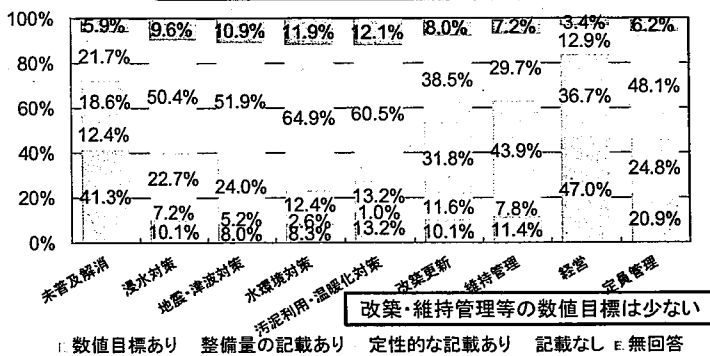 100%
80%
60%
40%
20%
0%
5.9% 9.6% 10.9% 11.9% 12.1% 8.0% 7.2% 3.4% 6.2%
21.7% 50.4% 51.9% 64.9% 60.5% 38.5% 29.7% 12.9% 48.1%
18.6% 22.7% 24.0% 12.4% 13.2% 31.8% 43.9% 36.7% 24.8%
12.4% 7.2% 5.2% 2.6% 1.0% 11.6% 7.8%
41.3% 10.1% 8.0% 8.3% 13.2% 10.1% 11.4% 47.0% 20.9%
未普及解消
浸水対策
地震・津波対策
水環境対策
汚泥利用・温暖化対策
改築更新
維持管理
経営
定員管理
改築・維持管理等の数値目標は少ない
数値目標あり 整備量の記載あり 定性的な記載あり 記載なし 無回答